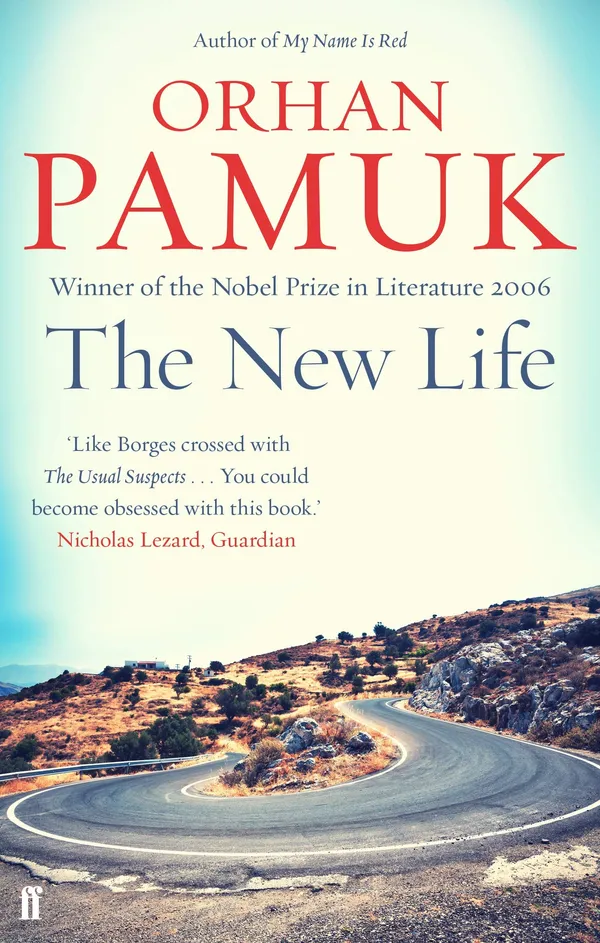 Author of My Name Is Red
ORHAN
PAMUK
Winner of the Nobel Prize in Literature 2006
The New Life
‘Like Borges crossed with
The Usual Suspects . . . You could
become obsessed with this book.’
Nicholas Lezard, Guardian
ff